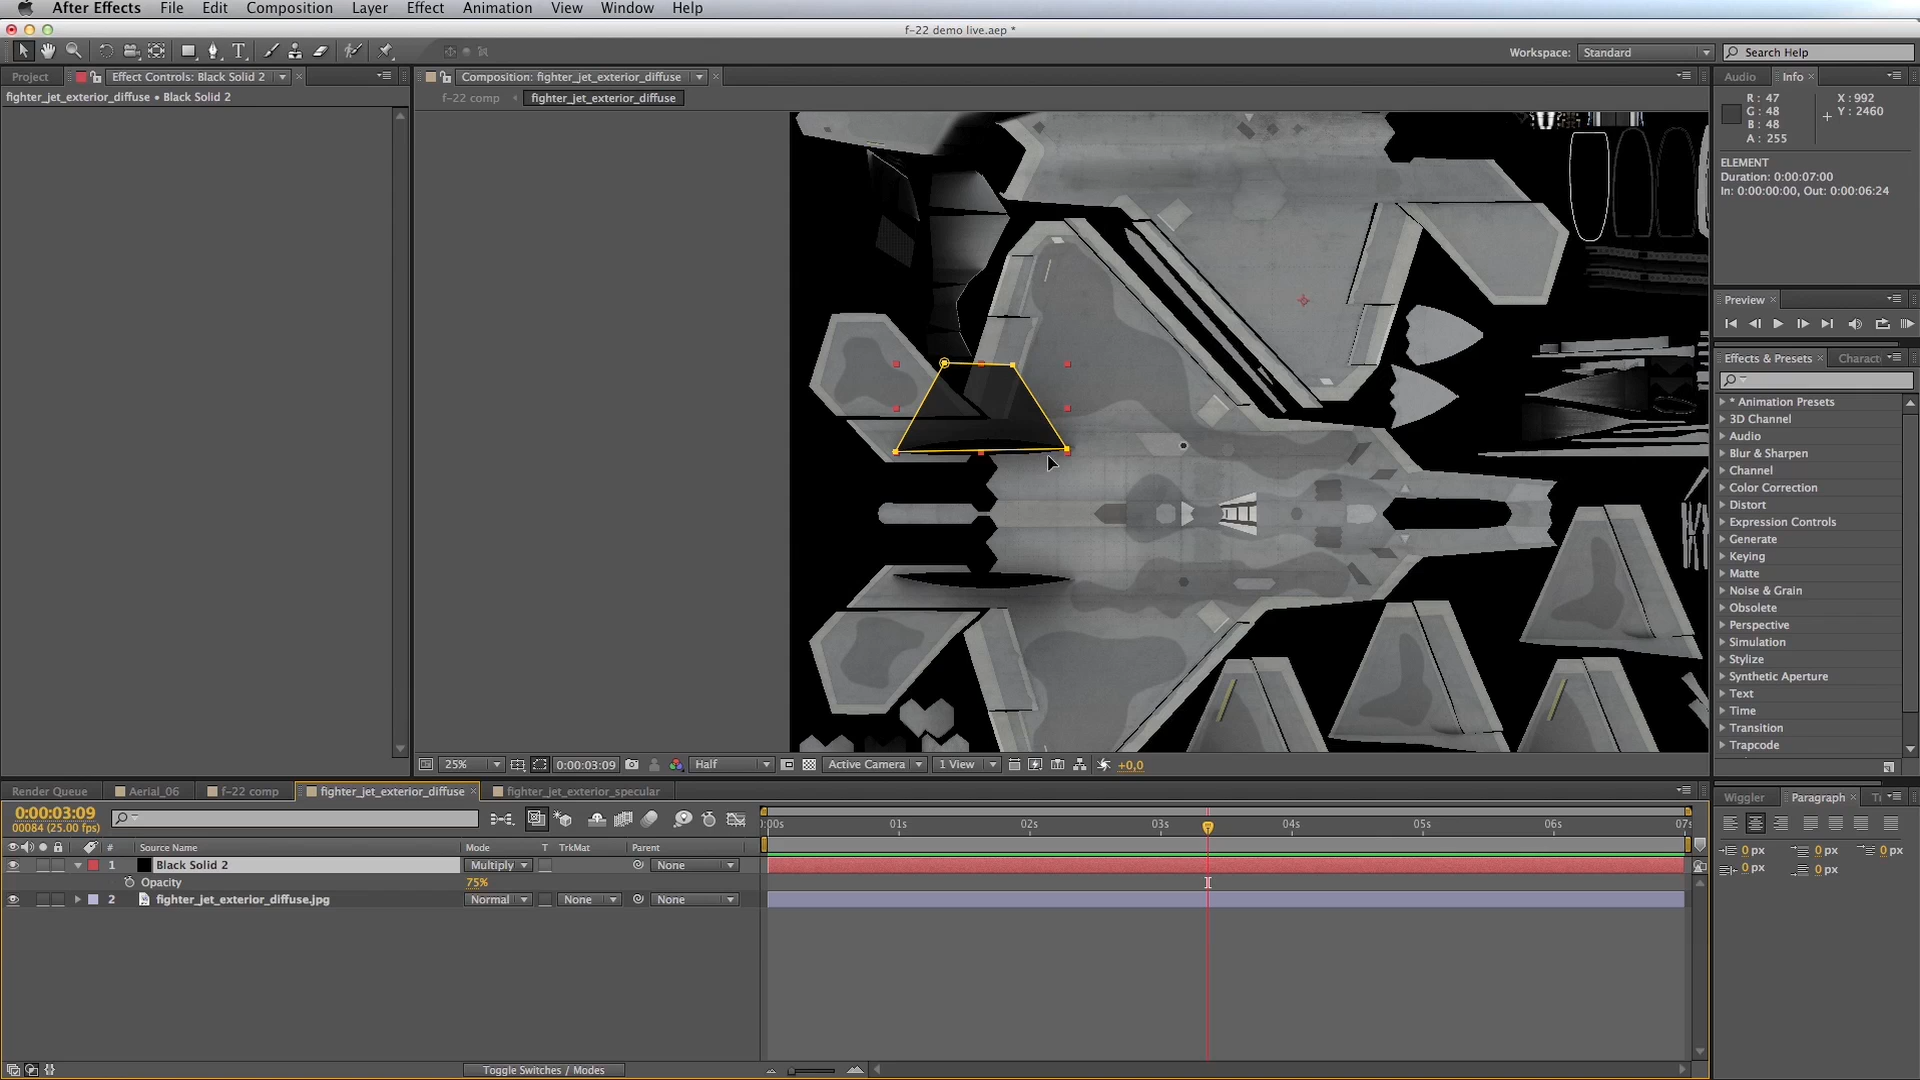 After Effects File Edit Composition Layer Effect Animation View Window Help
f-22 demo live.aep *
Workspace: Standard Search Help
Project Effect Controls: Black Solid 2 Composition: fighter_jet_exterior_diffuse Audio Info
fighter_jet_exterior_diffuse • Black Solid 2
f-22 comp fighter_jet_exterior_diffuse
R: 47 X: 992
G: 48 Y: 2460
B: 48
A: 255
ELEMENT
Duration: 0:00:07:00
In: 0:00:00:00, Out: 0:00:06:24
Preview
Effects & Presets Charact
* Animation Presets
3D Channel
Audio
Blur & Sharpen
Channel
Color Correction
Distort
Expression Controls
Generate
Keying
Matte
Noise & Grain
Obsolete
Perspective
Simulation
Stylize
Synthetic Aperture
Text
Time
Transition
Trapcode
25% 0:00:03:09 Half Active Camera 1 View +0,0
Render Queue Aerial_06 f-22 comp fighter_jet_exterior_diffuse fighter_jet_exterior_specular
Wiggler Paragraph
0:00:03:09
00084 (25.00 fps)
:00s 01s 02s 03s 04s 05s 06s 07s
# Source Name Mode T TrkMat Parent
1 Black Solid 2 Multiply None
Opacity 75%
2 fighter_jet_exterior_diffuse.jpg Normal None None
0 px 0 px 0 px
0 px 0 px
Toggle Switches / Modes